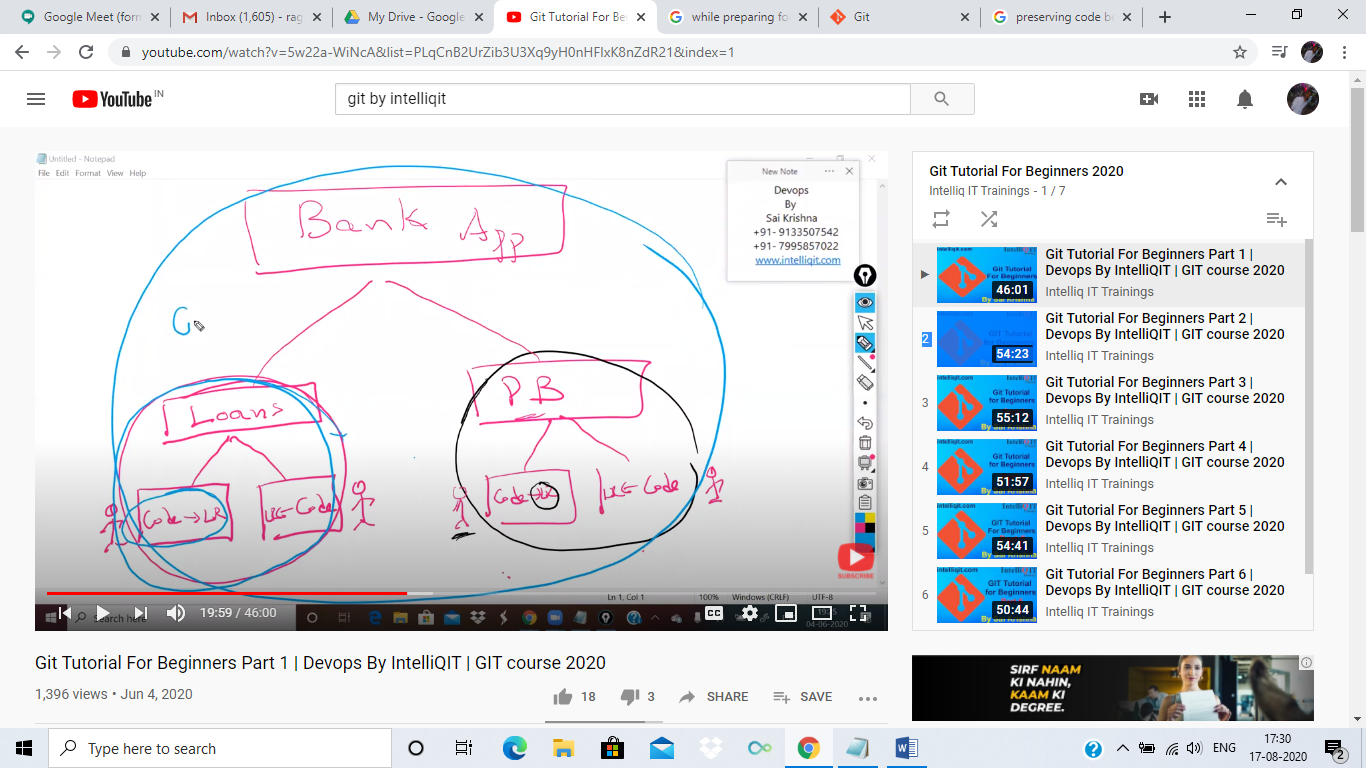 Google Meet (forn
Inbox (1,605) - rag
My Drive - Google
Git Tutorial For Be
while preparing fo
Git
preserving code b
youtube.com/watch?v=5w22a-WiNcA&list=PLqCnB2UrZib3U3Xq9yH0nHFlxK8nZdR21&index=1
YouTube IN
git by intelliqit
Untitled - Notepad
File Edit Format View Help
Bank App
G
Loans
Code → LR
LR ← Code
PB
Code → LR
LR ← Code
New Note
Devops
By
Sai Krishna
+91- 9133507542
+91- 7995857022
www.intelliqit.com
SUBSCRIBE
Ln 1, Col 1 100% Windows (CRLF) UTF-8
19:59 / 46:00
Search here
CC
04-06-2020
Git Tutorial For Beginners Part 1 | Devops By IntelliQIT | GIT course 2020
1,396 views • Jun 4, 2020
18 3 SHARE SAVE
Git Tutorial For Beginners 2020
Intelliq IT Trainings - 1 / 7
46:01
Git Tutorial For Beginners Part 1 |
Devops By IntelliQIT | GIT course 2020
Intelliq IT Trainings
2
54:23
Git Tutorial For Beginners Part 2 |
Devops By IntelliQIT | GIT course 2020
Intelliq IT Trainings
3
55:12
Git Tutorial For Beginners Part 3 |
Devops By IntelliQIT | GIT course 2020
Intelliq IT Trainings
4
51:57
Git Tutorial For Beginners Part 4 |
Devops By IntelliQIT | GIT course 2020
Intelliq IT Trainings
5
54:41
Git Tutorial For Beginners Part 5 |
Devops By IntelliQIT | GIT course 2020
Intelliq IT Trainings
6
50:44
Git Tutorial For Beginners Part 6 |
Devops By IntelliQIT | GIT course 2020
Intelliq IT Trainings
SIRF NAAM
KI NAHIN,
KAAM KI
DEGREE.
Type here to search
ENG
17:30
17-08-2020
2